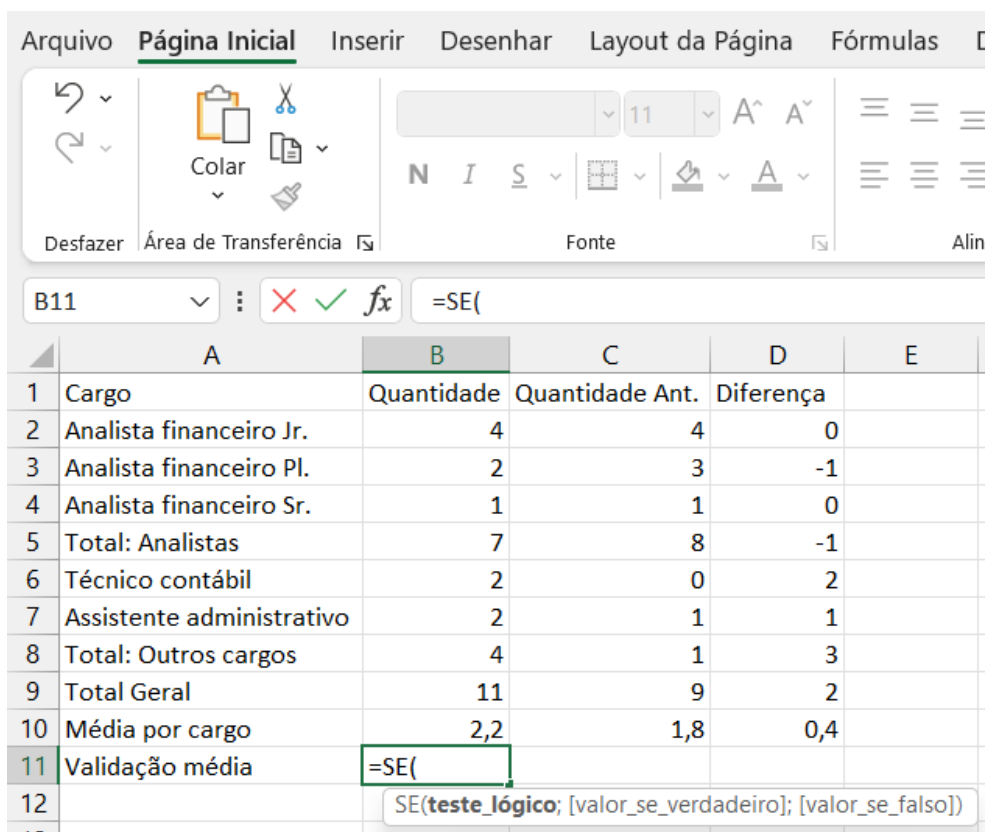 Arquivo Página Inicial Inserir Desenhar Layout da Página Fórmulas
11 A A
Colar
N I S A
Desfazer Área de Transferência Fonte Alin
B11 fx =SE(
A B C D E
1 Cargo Quantidade Quantidade Ant. Diferença
2 Analista financeiro Jr. 4 4 0
3 Analista financeiro Pl. 2 3 -1
4 Analista financeiro Sr. 1 1 0
5 Total: Analistas 7 8 -1
6 Técnico contábil 2 0 2
7 Assistente administrativo 2 1 1
8 Total: Outros cargos 4 1 3
9 Total Geral 11 9 2
10 Média por cargo 2,2 1,8 0,4
11 Validação média =SE(
12 SE(teste_lógico; [valor_se_verdadeiro]; [valor_se_falso])